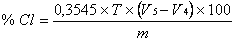 % Cl = 0,3545 × T × (V₅ − V₄) × 100 / m